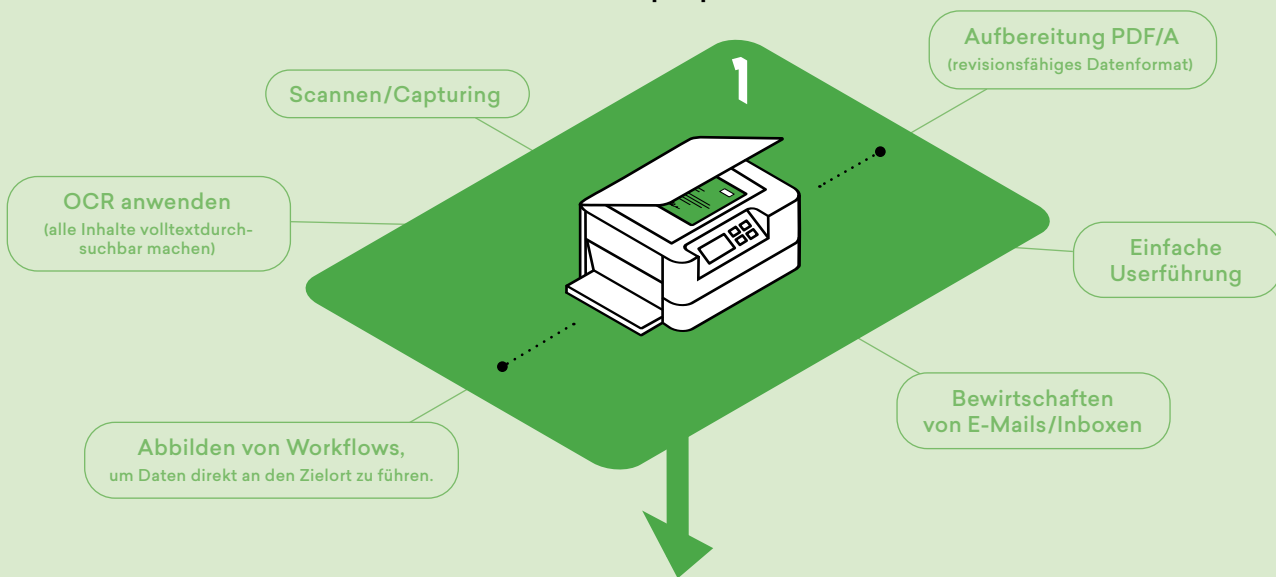 1
Aufbereitung PDF/A
(revisionsfähiges Datenformat)
Scannen/Capturing
OCR anwenden
(alle Inhalte volltextdurch-
suchbar machen)
Einfache
Userführung
Bewirtschaften
von E-Mails/Inboxen
Abbilden von Workflows,
um Daten direkt an den Zielort zu führen.